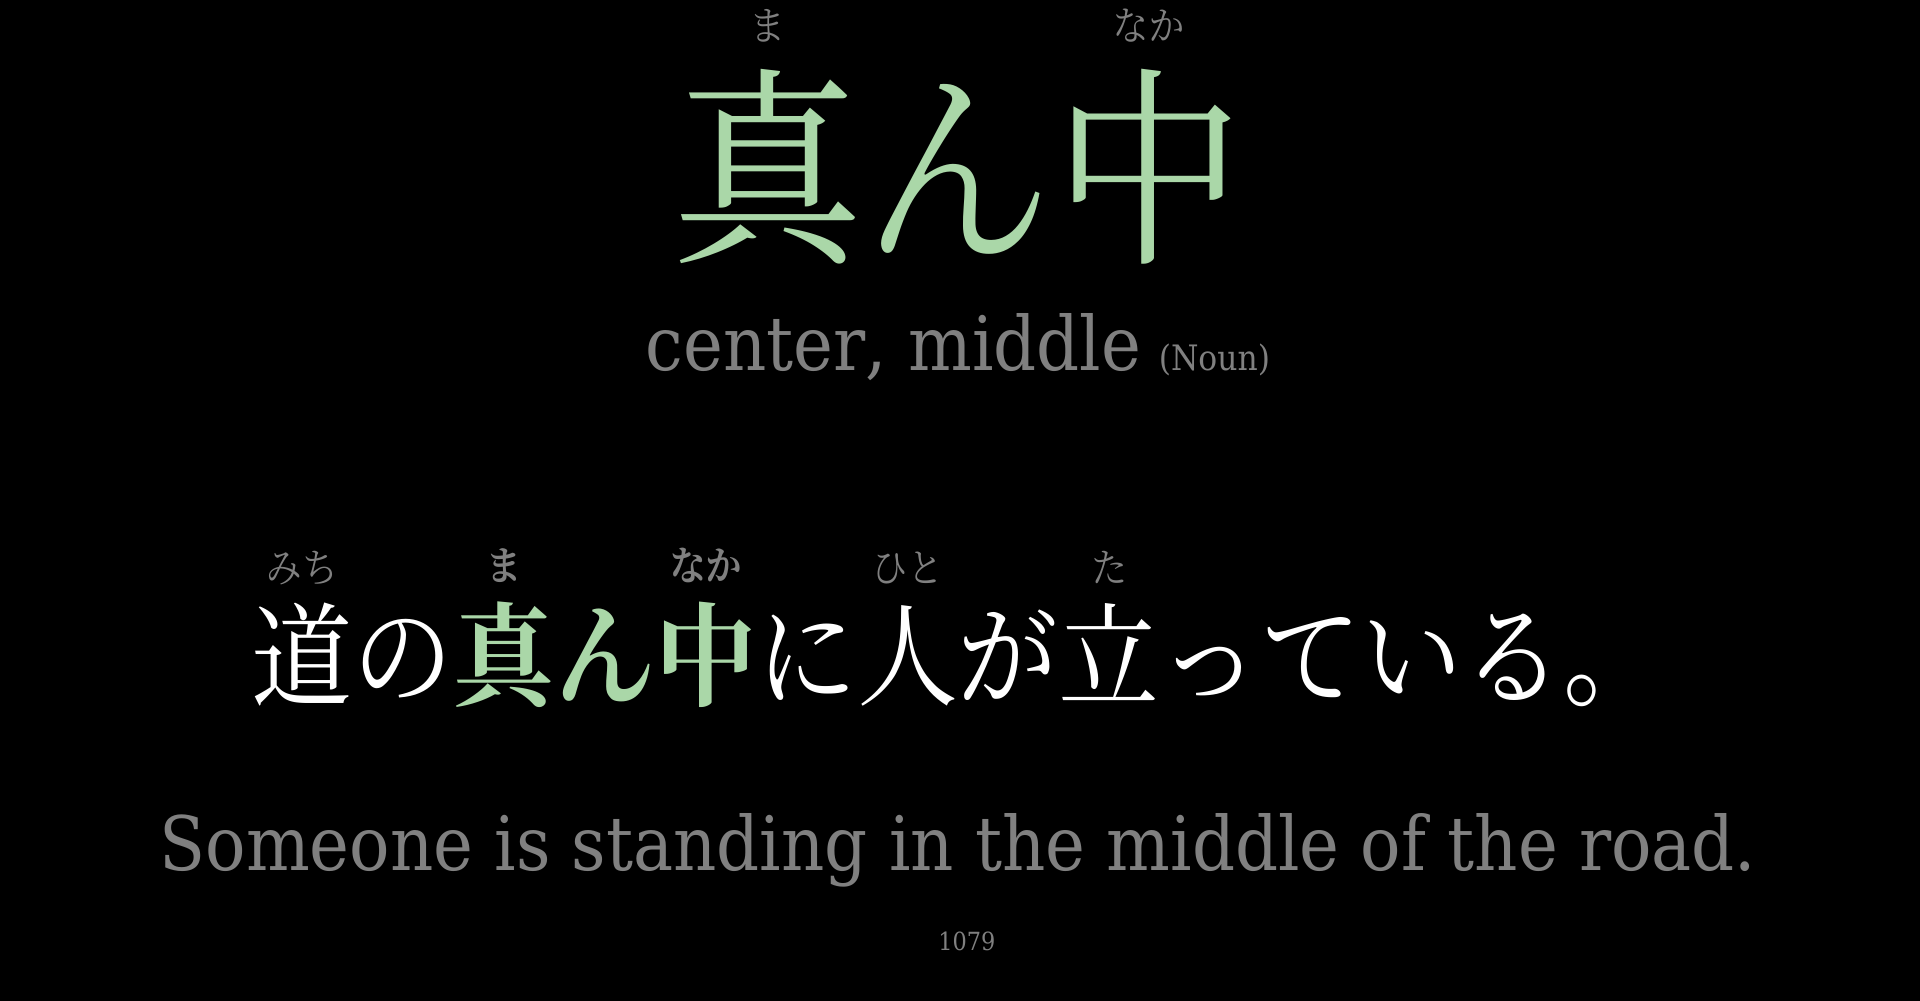 ま なか
真ん中
center, middle (Noun)
みち ま なか ひと た
道の真ん中に人が立っている。
Someone is standing in the middle of the road.
1079